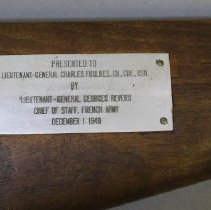 PRESENTED TO
LIEUTENANT-GENERAL CHARLES FOULKES, CB, CBE, DSO
BY
LIEUTENANT-GENERAL GEORGES REVERS
CHIEF OF STAFF, FRENCH ARMY
DECEMBER 1 1949